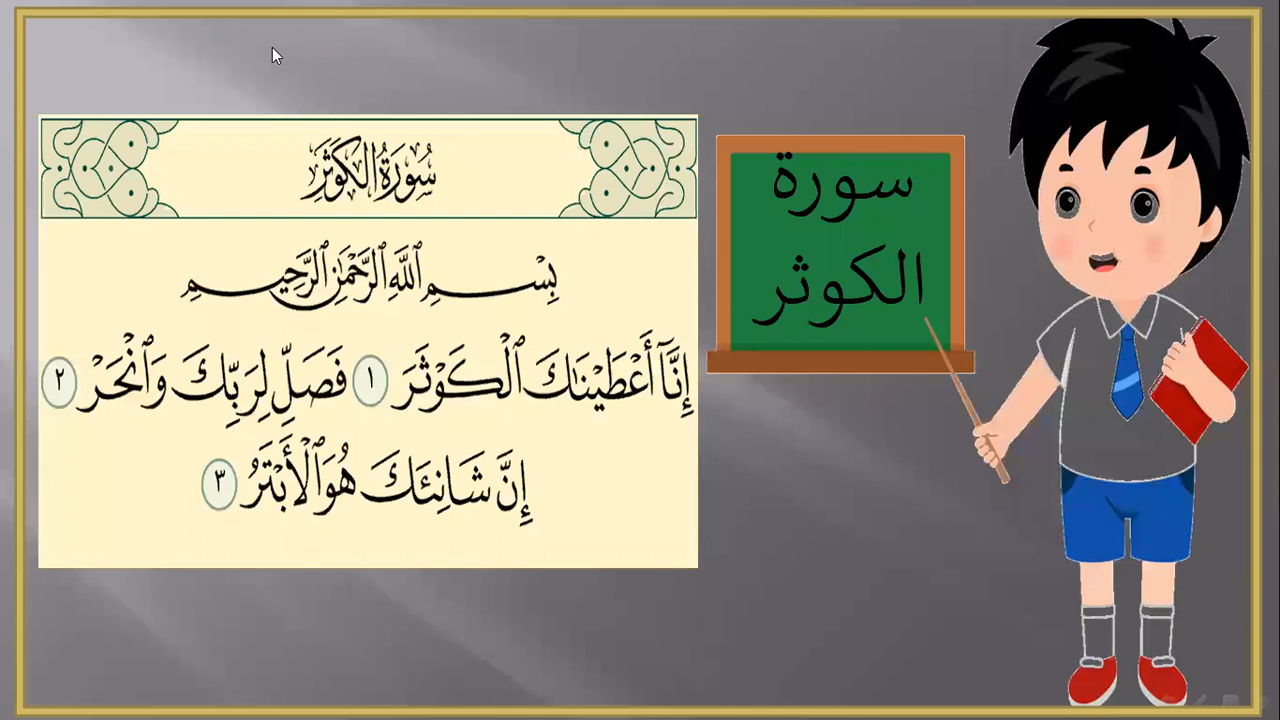 سُورَةُ الكَوْثَرِ
بِسْمِ ٱللَّهِ ٱلرَّحْمَٰنِ ٱلرَّحِيمِ
إِنَّآ أَعْطَيْنَٰكَ ٱلْكَوْثَرَ ١ فَصَلِّ لِرَبِّكَ وَٱنْحَرْ ٢
إِنَّ شَانِئَكَ هُوَ ٱلْأَبْتَرُ ٣
سورة
الكوثر